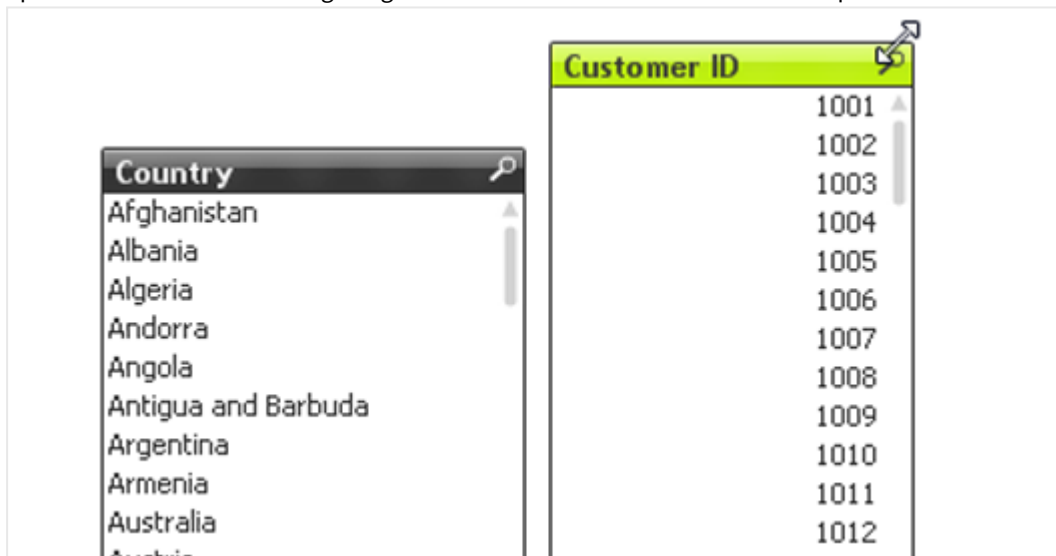 Customer ID
1001
1002
1003
1004
1005
1006
1007
1008
1009
1010
1011
1012
Country
Afghanistan
Albania
Algeria
Andorra
Angola
Antigua and Barbuda
Argentina
Armenia
Australia